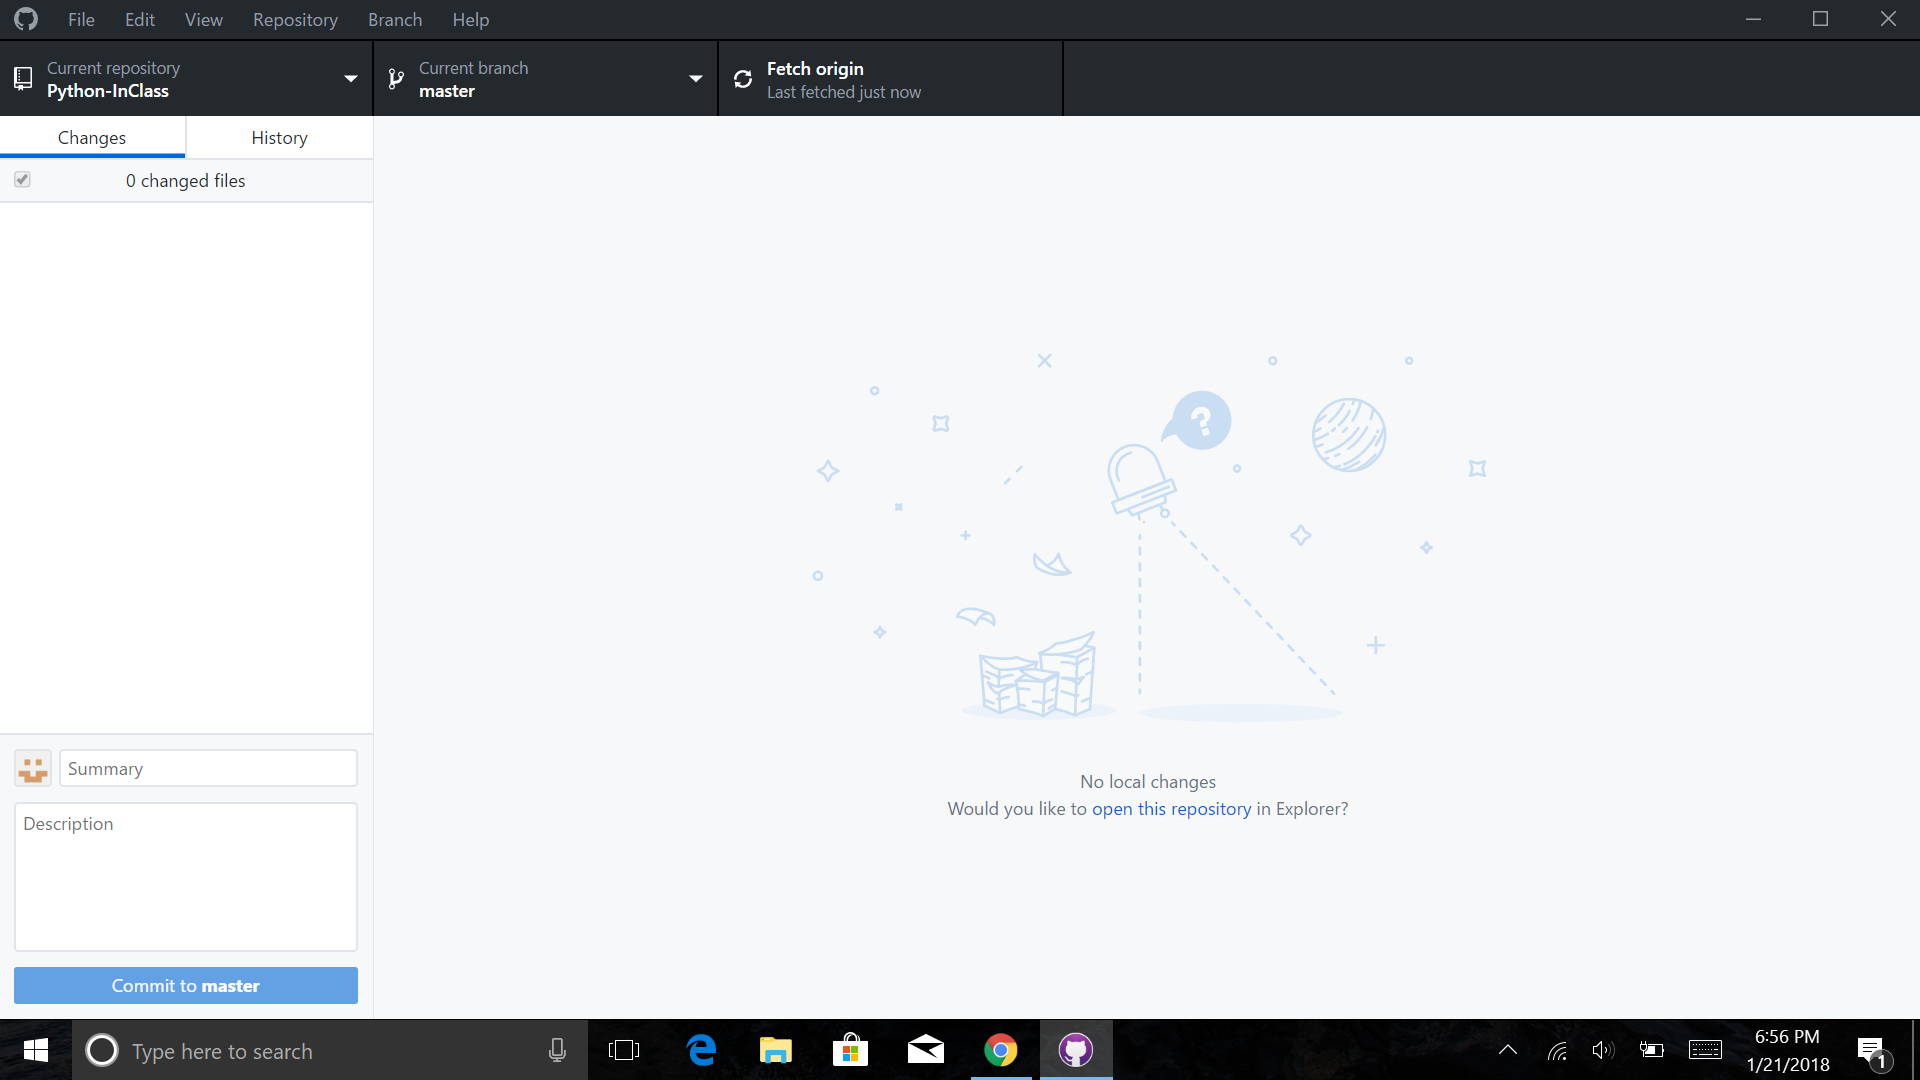 File Edit View Repository Branch Help
Current repository
Python-InClass
Current branch
master
Fetch origin
Last fetched just now
Changes
History
0 changed files
?
No local changes
Would you like to open this repository in Explorer?
Summary
Description
Commit to master
Type here to search
6:56 PM
1/21/2018
1